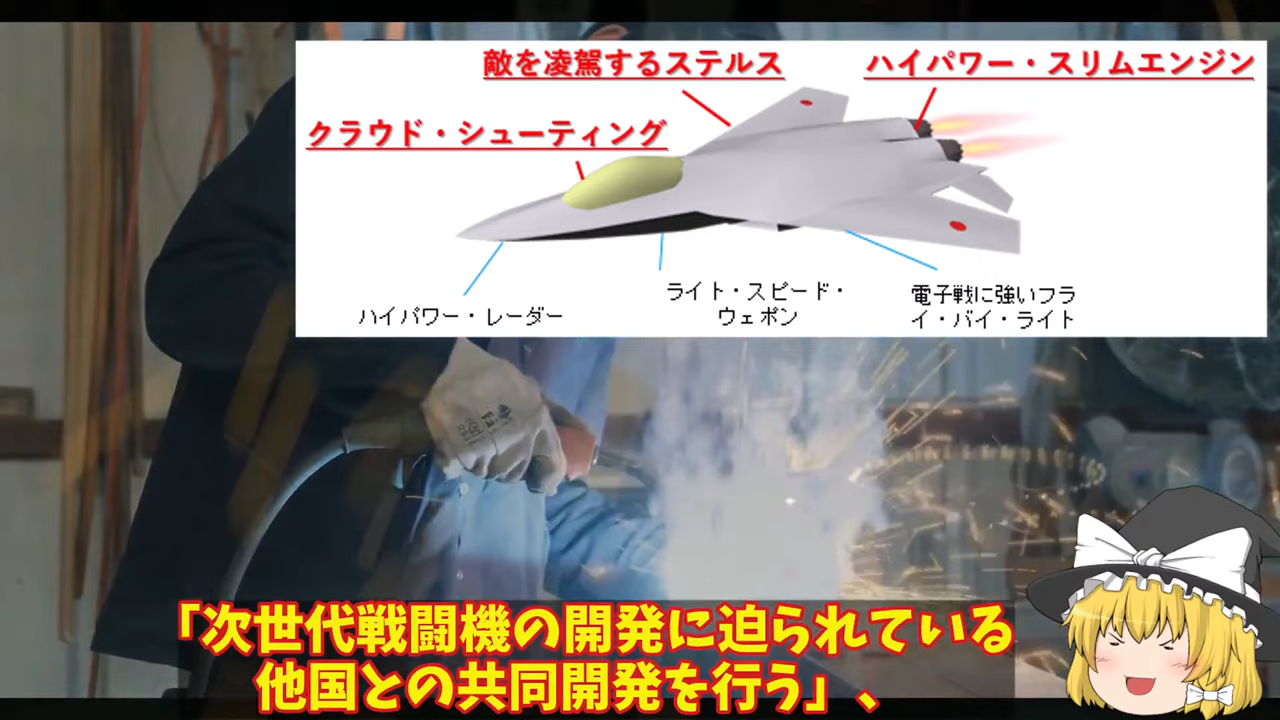 敵を凌駕するステルス
ハイパワー・スリムエンジン
クラウド・シューティング
ハイパワー・レーダー
ライト・スピード・
ウェポン
電子戦に強いフラ
イ・バイ・ライト
「次世代戦闘機の開発に迫られている
他国との共同開発を行う」、